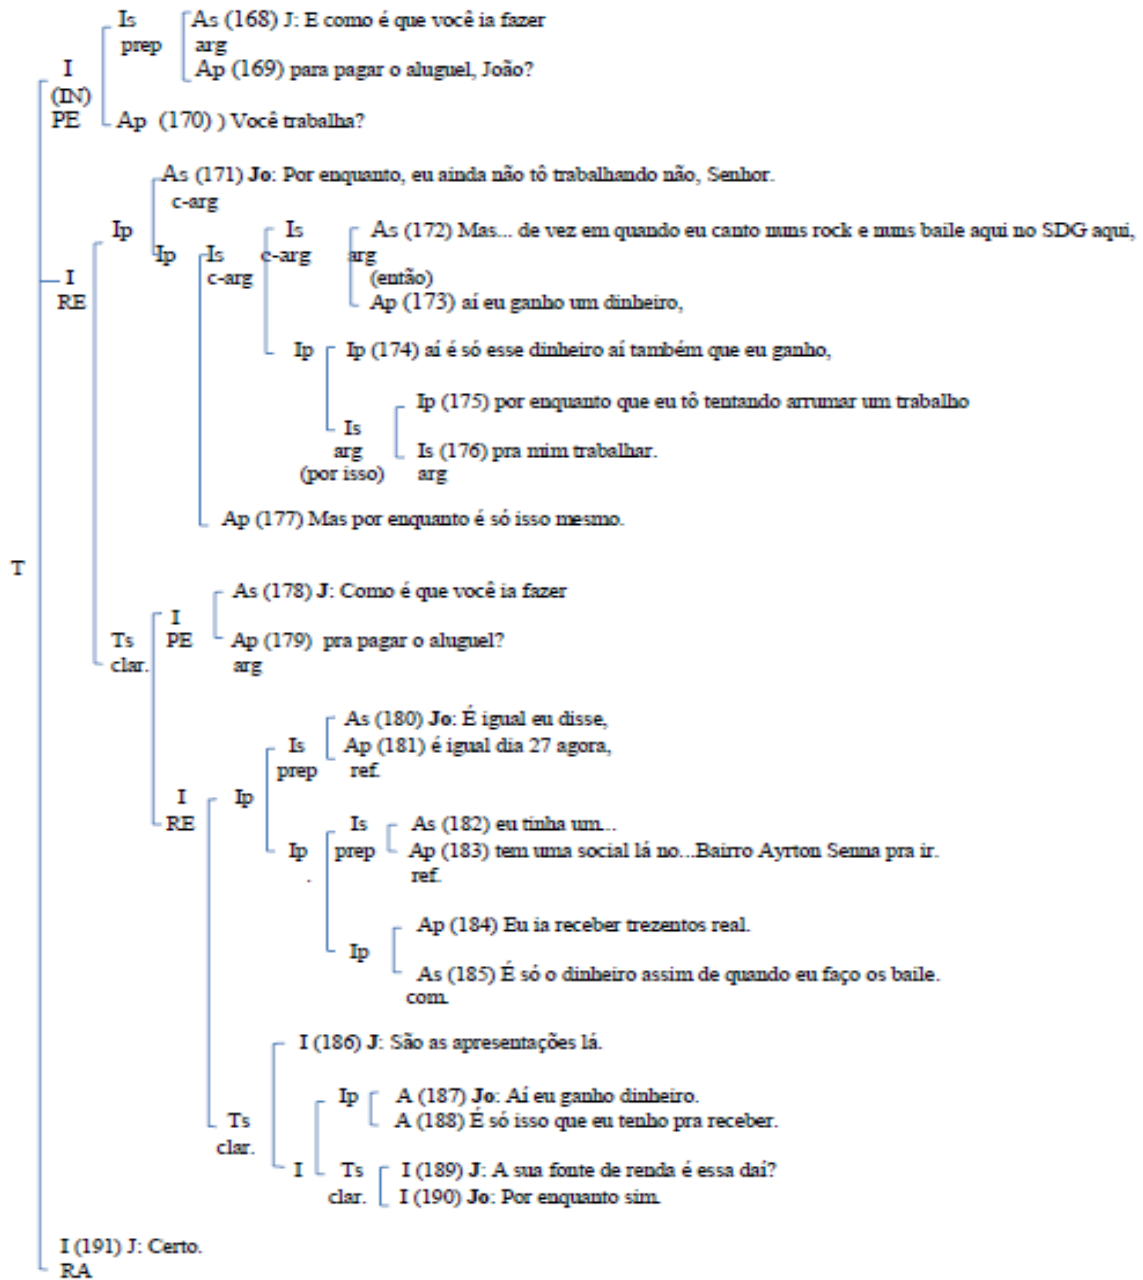 Is As (168) J: E como é que você ia fazer
prep arg
I Ap (169) para pagar o aluguel, João?
(IN)
PE Ap (170) ) Você trabalha?
As (171) Jo: Por enquanto, eu ainda não tô trabalhando não, Senhor.
c-arg
Ip Is As (172) Mas... de vez em quando eu canto nuns rock e nuns baile aqui no SDG aqui,
Ip Is c-arg arg
I c-arg (então)
RE Ap (173) aí eu ganho um dinheiro,
Ip Ip (174) aí é só esse dinheiro aí também que eu ganho,
Ip (175) por enquanto que eu tô tentando arrumar um trabalho
Is
arg Is (176) pra mim trabalhar.
(por isso) arg
Ap (177) Mas por enquanto é só isso mesmo.
T
As (178) J: Como é que você ia fazer
I
Ts PE Ap (179) pra pagar o aluguel?
clar. arg
As (180) Jo: É igual eu disse,
Is Ap (181) é igual dia 27 agora,
prep ref.
I Ip
RE Is As (182) eu tinha um...
Ip prep Ap (183) tem uma social lá no...Bairro Ayrton Senna pra ir.
. ref.
Ap (184) Eu ia receber trezentos real.
Ip
As (185) É só o dinheiro assim de quando eu faço os baile.
com.
I (186) J: São as apresentações lá.
Ip A (187) Jo: Aí eu ganho dinheiro.
Ts A (188) É só isso que eu tenho pra receber.
clar.
I Ts I (189) J: A sua fonte de renda é essa daí?
clar. I (190) Jo: Por enquanto sim.
I (191) J: Certo.
RA